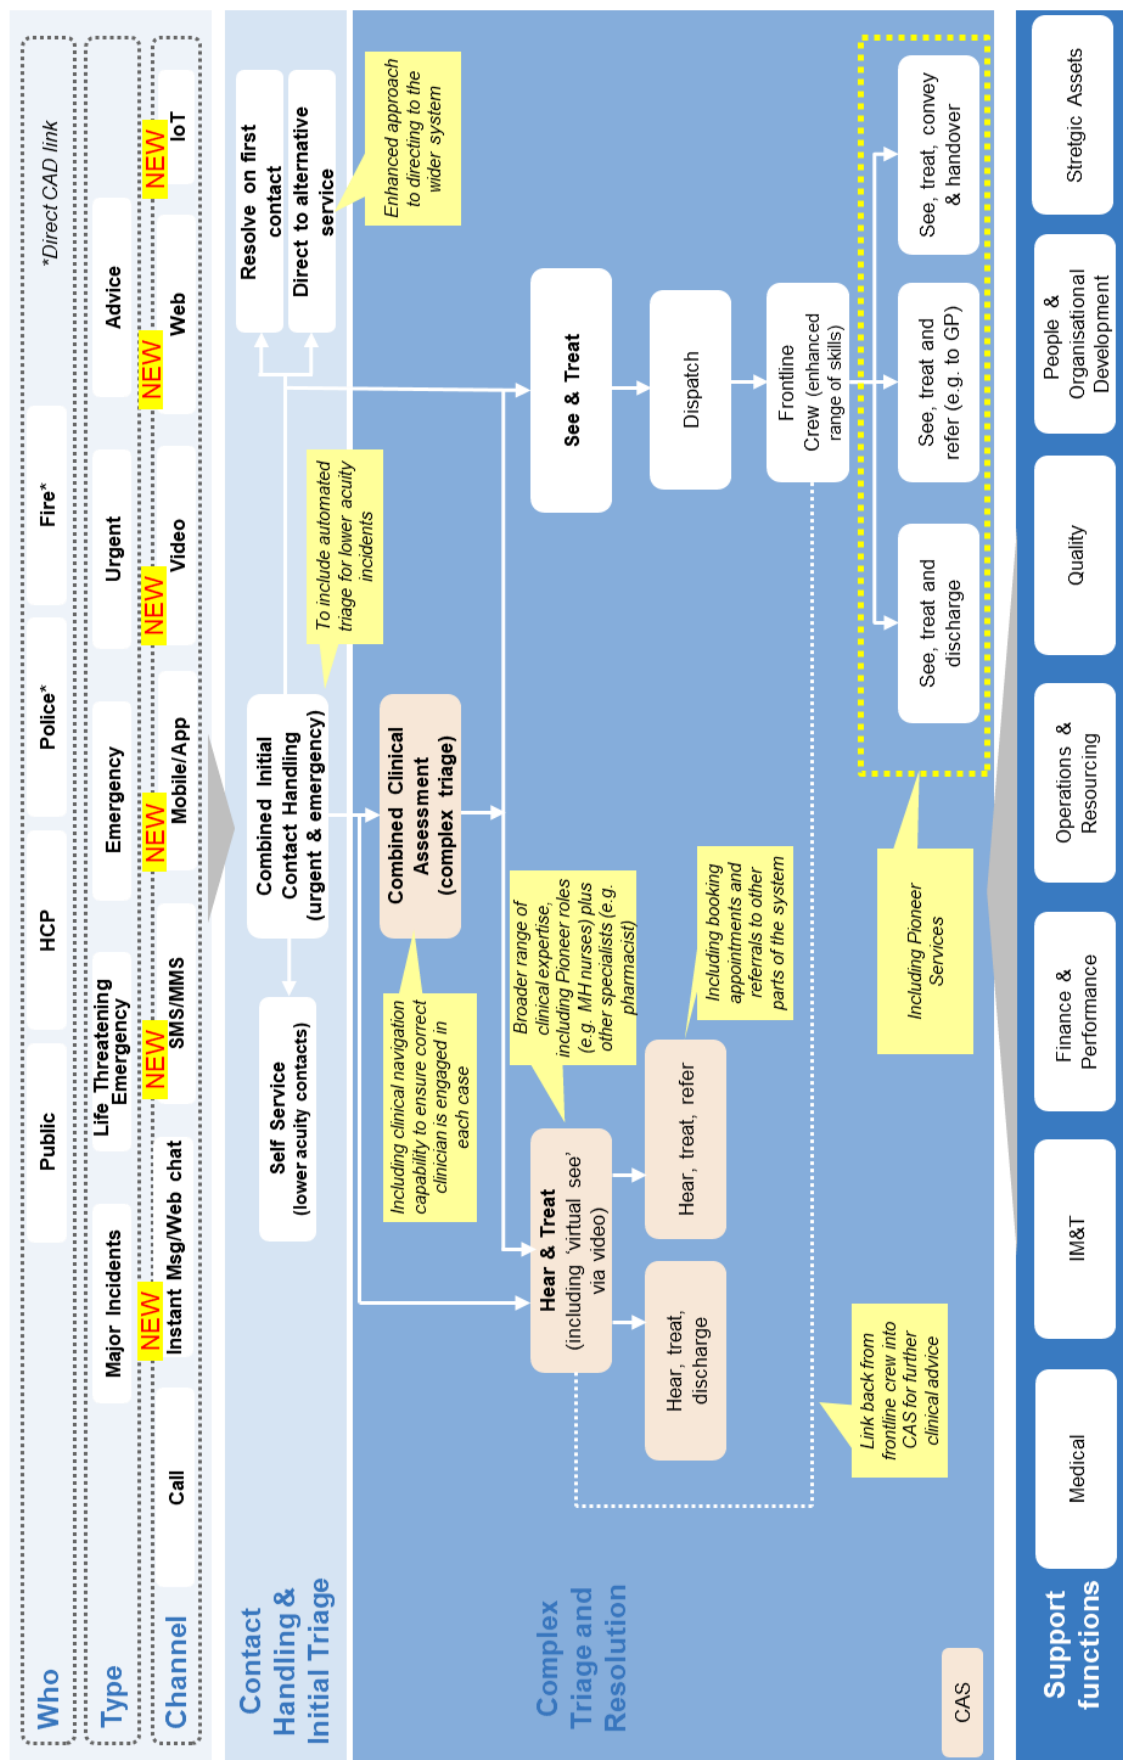 Who
Public
HCP
Police*
Fire*
*Direct CAD link
Type
Major Incidents
Life Threatening
Emergency
Emergency
Urgent
Advice
Channel
Call
NEW
Instant Msg/Web chat
NEW
SMS/MMS
NEW
Mobile/App
NEW
Video
NEW
Web
NEW
IoT
Contact
Handling &
Initial Triage
Self Service
(lower acuity contacts)
Combined Initial
Contact Handling
(urgent & emergency)
To include automated
triage for lower acuity
incidents
Resolve on first
contact
Direct to alternative
service
Enhanced approach
to directing to the
wider system
Complex
Triage and
Resolution
Including clinical navigation
capability to ensure correct
clinician is engaged in
each case
Combined Clinical
Assessment
(complex triage)
Hear & Treat
(including ‘virtual see’
via video)
Broader range of
clinical expertise,
including Pioneer roles
(e.g. MH nurses) plus
other specialists (e.g.
pharmacist)
See & Treat
Hear, treat,
discharge
Hear, treat, refer
Including booking
appointments and
referrals to other
parts of the system
Dispatch
Frontline
Crew (enhanced
range of skills)
Link back from
frontline crew into
CAS for further
clinical advice
Including Pioneer
Services
See, treat and
discharge
See, treat and
refer (e.g. to GP)
See, treat, convey
& handover
CAS
Support
functions
Medical
IM&T
Finance &
Performance
Operations &
Resourcing
Quality
People &
Organisational
Development
Stretgic Assets